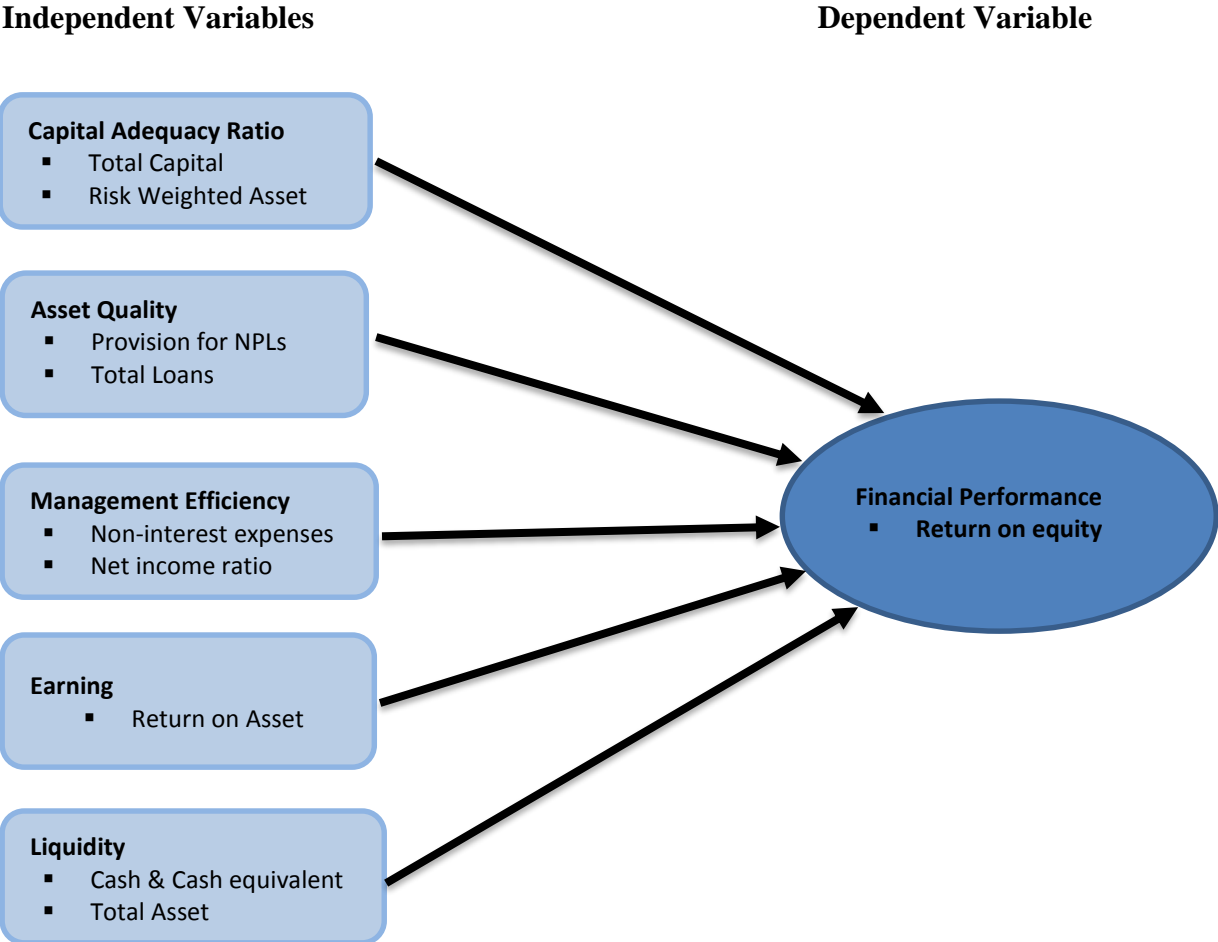 Independent Variables
Dependent Variable
Capital Adequacy Ratio
▪ Total Capital
▪ Risk Weighted Asset
Asset Quality
▪ Provision for NPLs
▪ Total Loans
Management Efficiency
▪ Non-interest expenses
▪ Net income ratio
Earning
▪ Return on Asset
Liquidity
▪ Cash & Cash equivalent
▪ Total Asset
Financial Performance
▪ Return on equity